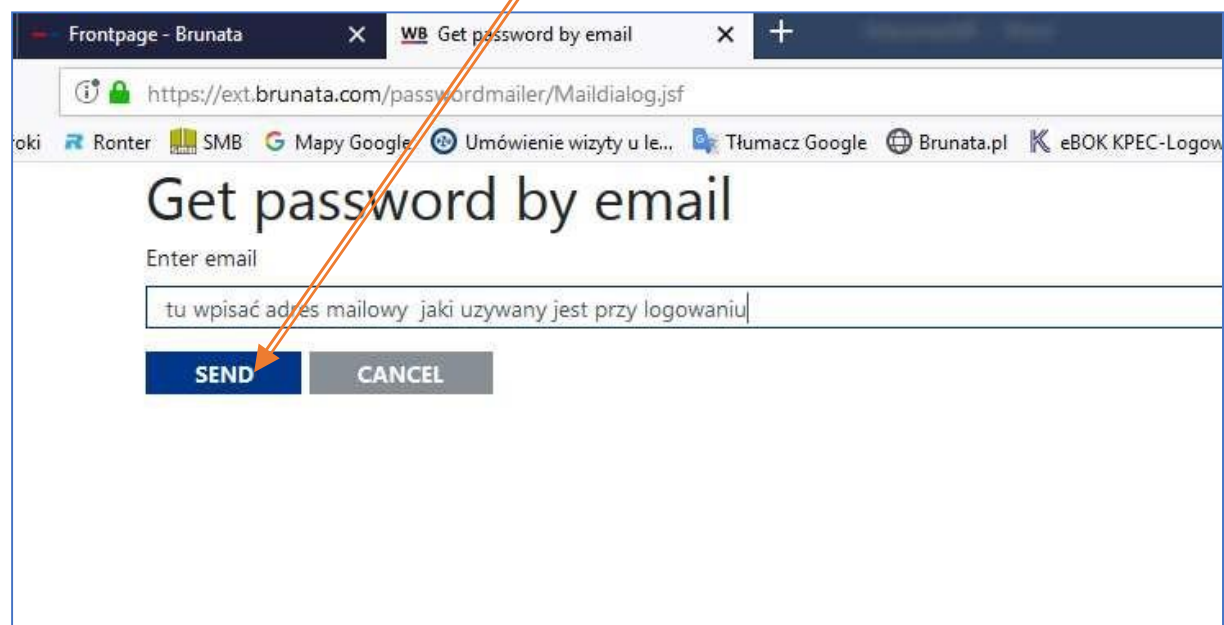 Frontpage - Brunata
WB Get password by email
https://ext.brunata.com/passwordmailer/Maildialog.jsf
oki Ronter SMB Mapy Google Umówienie wizyty u le... Tłumacz Google Brunata.pl eBOK KPEC-Logow
Get password by email
Enter email
tu wpisać adres mailowy jaki uzywany jest przy logowaniu
SEND CANCEL